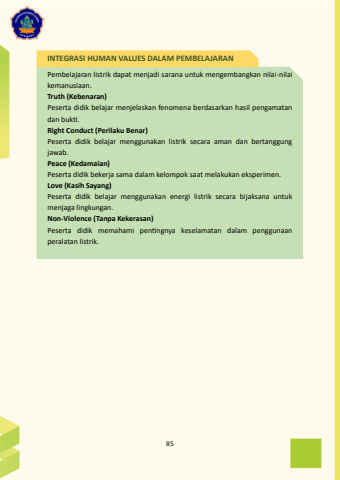 INTEGRASI HUMAN VALUES DALAM PEMBELAJARAN
Pembelajaran listrik dapat menjadi sarana untuk mengembangkan nilai-nilai
kemanusiaan.
Truth (Kebenaran)
Peserta didik belajar menjelaskan fenomena berdasarkan hasil pengamatan
dan bukti.
Right Conduct (Perilaku Benar)
Peserta didik belajar menggunakan listrik secara aman dan bertanggung
jawab.
Peace (Kedamaian)
Peserta didik bekerja sama dalam kelompok saat melakukan eksperimen.
Love (Kasih Sayang)
Peserta didik belajar menggunakan energi listrik secara bijaksana untuk
menjaga lingkungan.
Non-Violence (Tanpa Kekerasan)
Peserta didik memahami pentingnya keselamatan dalam penggunaan
peralatan listrik.
85